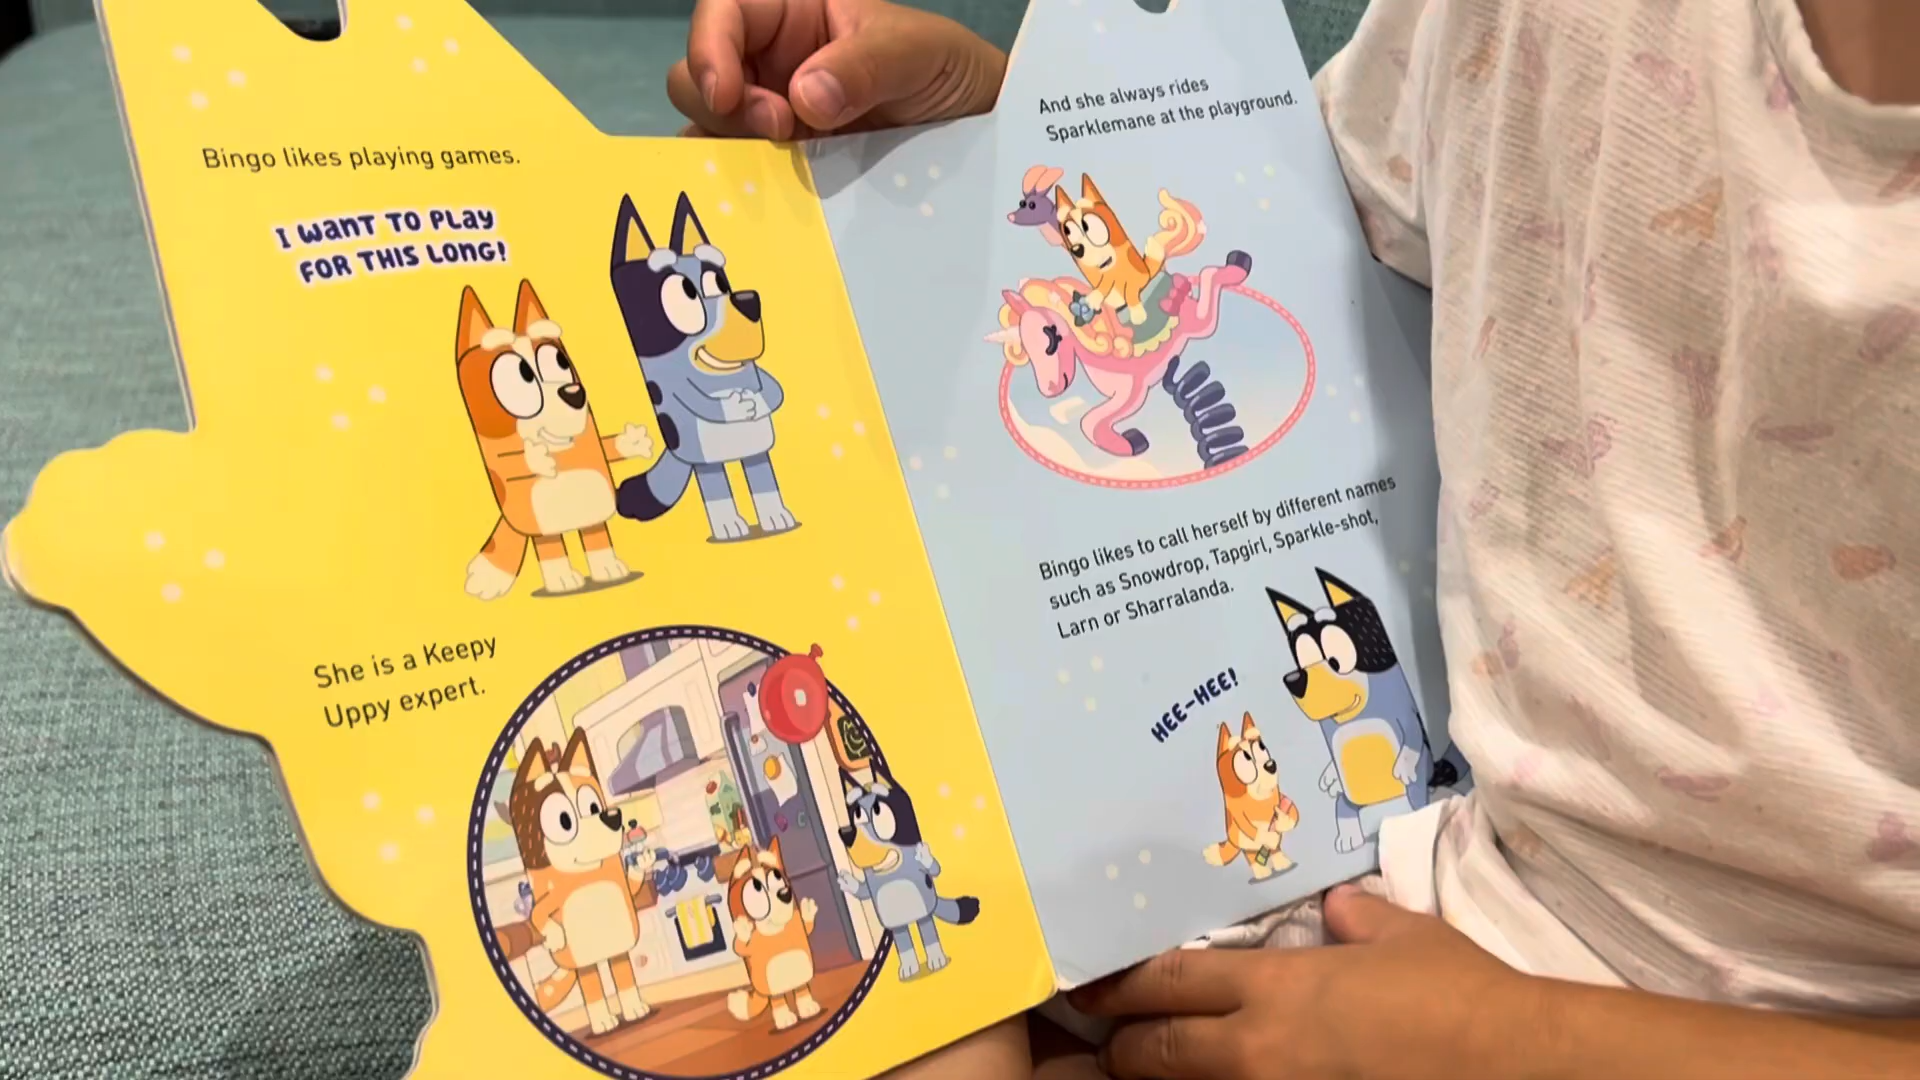 Bingo likes playing games.
I WANT TO PLAY
FOR THIS LONG!
She is a Keepy
Uppy expert.
And she always rides
Sparklemane at the playground.
Bingo likes to call herself by different names
such as Snowdrop, Tapgirl, Sparkle-shot,
Larn or Sharralanda.
HEE-HEE!